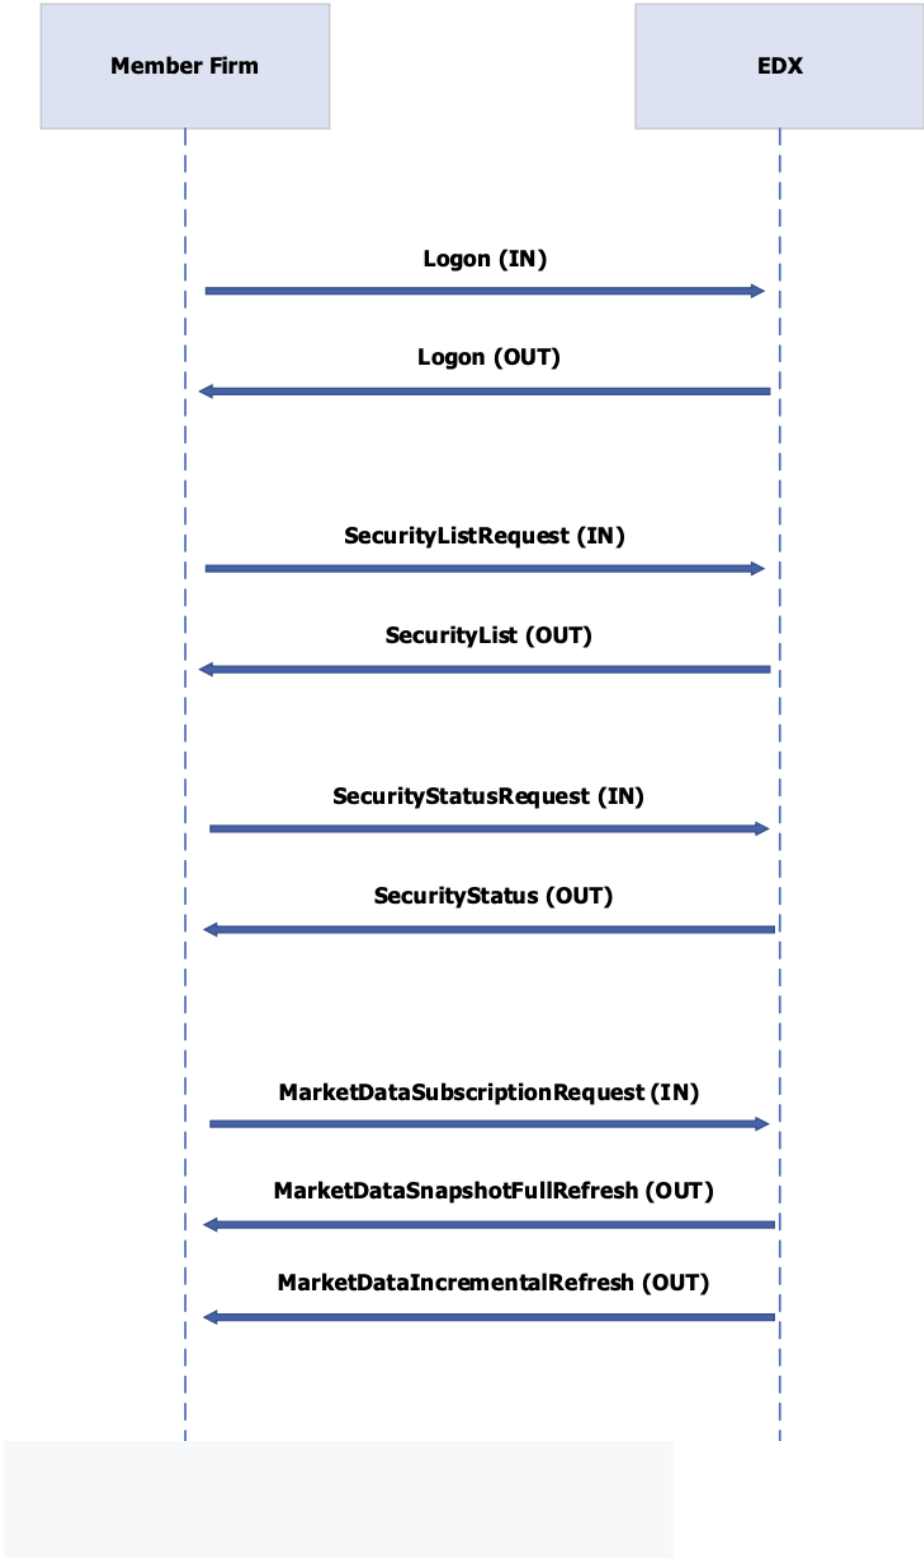 Member Firm
EDX
Logon (IN)
Logon (OUT)
SecurityListRequest (IN)
SecurityList (OUT)
SecurityStatusRequest (IN)
SecurityStatus (OUT)
MarketDataSubscriptionRequest (IN)
MarketDataSnapshotFullRefresh (OUT)
MarketDataIncrementalRefresh (OUT)